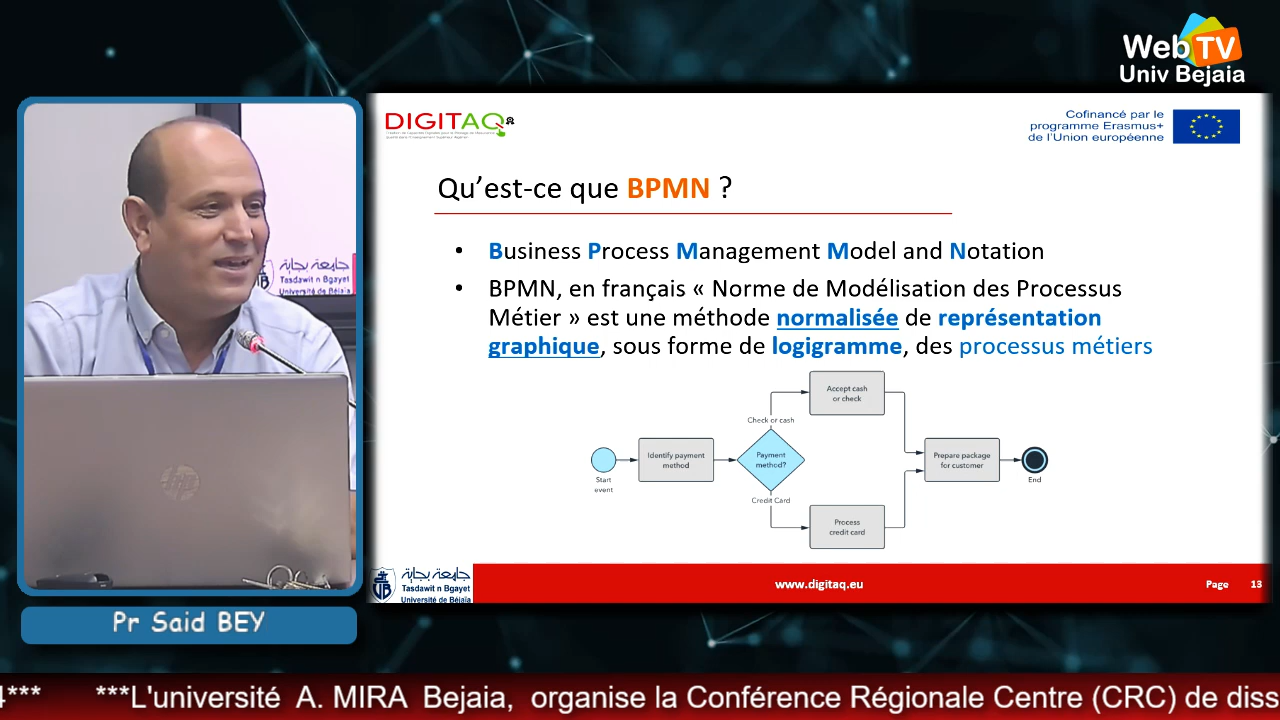 Web TV
Univ Bejaia
DIGITAQ
Cofinancé par le
programme Erasmus+
de l'Union européenne
Qu'est-ce que BPMN ?
• Business Process Management Model and Notation
• BPMN, en français « Norme de Modélisation des Processus
Métier » est une méthode normalisée de représentation
graphique, sous forme de logigramme, des processus métiers
Accept cash
or check
Check or cash
Identify payment
method
Payment
method?
Prepare package
for customer
Start
event
End
Credit Card
Process
credit card
جامعة بجاية
Tasdawit n Bgayet
Université de Béjaïa
جامعة بجاية
Tasdawit n Bgayet
Université de Béjaïa
www.digitaq.eu
Page 13
Pr Said BEY
4*** ***L'université A. MIRA Bejaia, organise la Conférence Régionale Centre (CRC) de diss